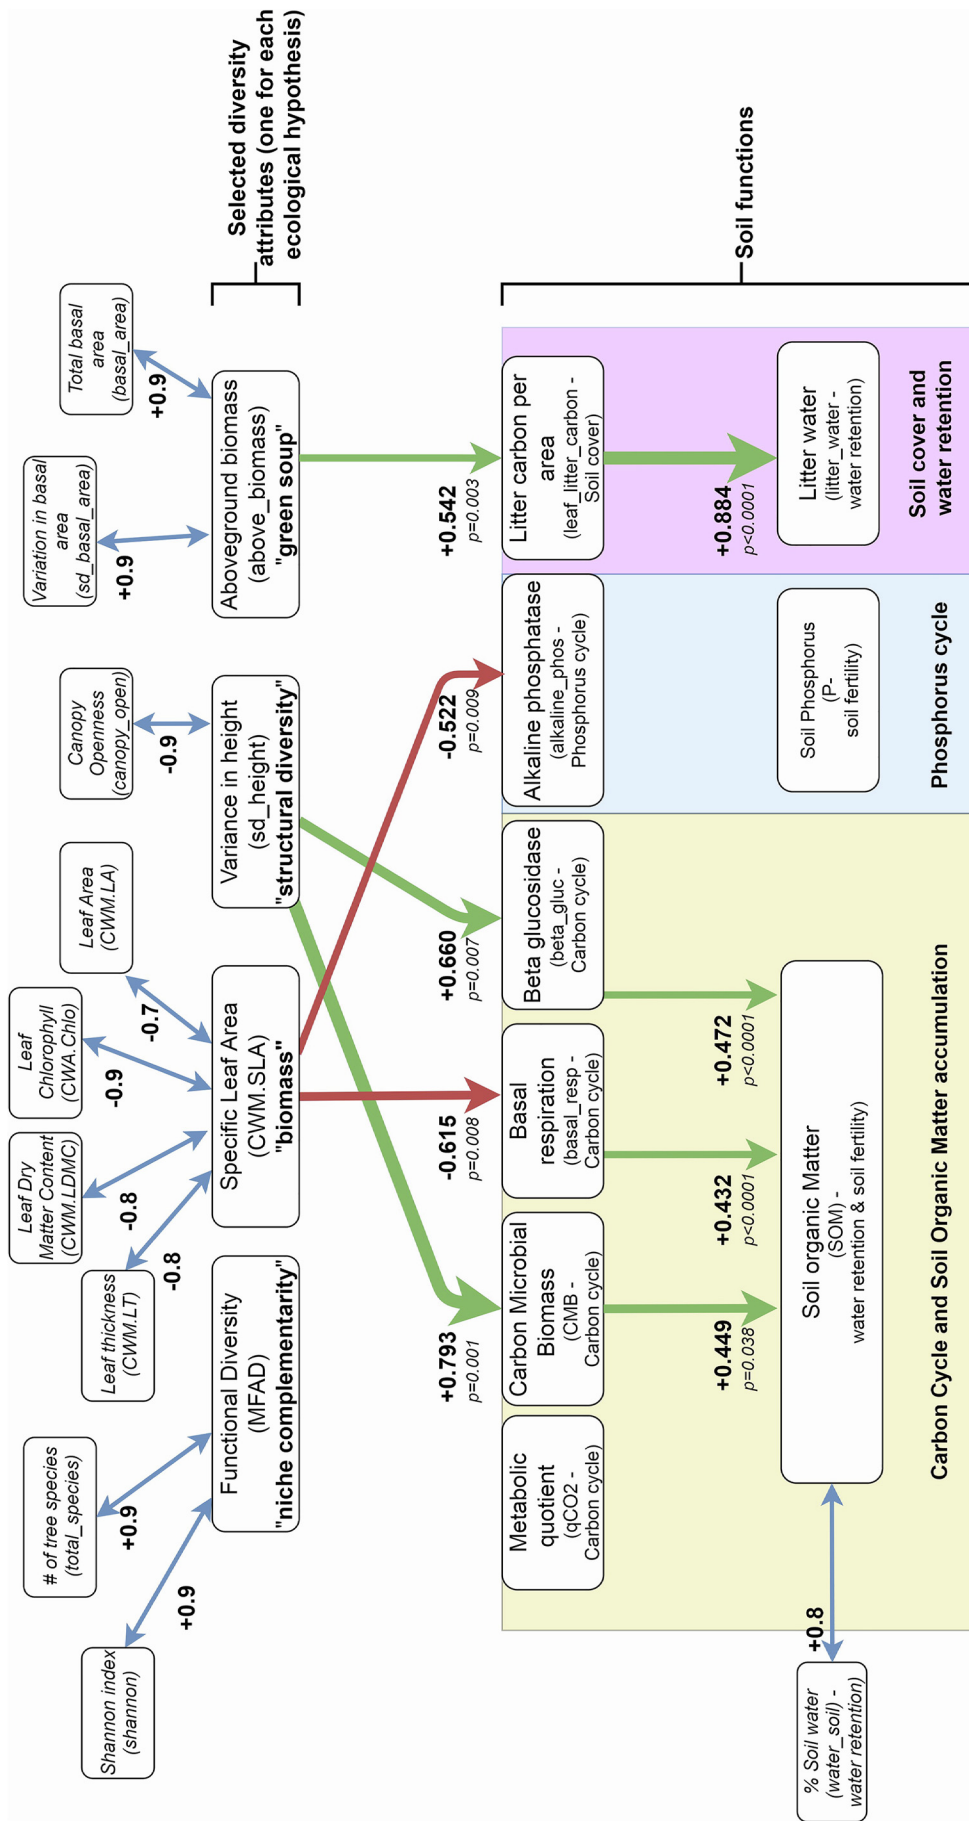 Shannon index
(shannon)
# of tree species
(total_species)
Leaf thickness
(CWM.LT)
Leaf Dry
Matter Content
(CWM.LDMC)
Leaf
Chlorophyll
(CWA.Chlo)
Leaf Area
(CWM.LA)
Canopy
Openness
(canopy_open)
Variation in basal
area
(sd_basal_area)
Total basal
area
(basal_area)
+0.9
+0.9
-0.8
-0.8
-0.9
-0.7
-0.9
+0.9
+0.9
Functional Diversity
(MFAD)
"niche complementarity"
Specific Leaf Area
(CWM.SLA)
"biomass"
Variance in height
(sd_height)
"structural diversity"
Aboveground biomass
(above_biomass)
"green soup"
Selected diversity
attributes (one for each
ecological hypothesis)
+0.793
p=0.001
-0.615
p=0.008
+0.660
p=0.007
-0.522
p=0.009
+0.542
p=0.003
Metabolic
quotient
(qCO2 -
Carbon cycle)
Carbon Microbial
Biomass
(CMB -
Carbon cycle)
Basal
respiration
(basal_resp -
Carbon cycle)
Beta glucosidase
(beta_gluc -
Carbon cycle)
Alkaline phosphatase
(alkaline_phos -
Phosphorus cycle)
Litter carbon per
area
(leaf_litter_carbon -
Soil cover)
Soil functions
+0.449
p=0.038
+0.432
p<0.0001
+0.472
p<0.0001
+0.884
p<0.0001
% Soil water
(water_soil) -
water retention)
+0.8
Soil organic Matter
(SOM) -
water retention & soil fertility)
Soil Phosphorus
(P-
soil fertility)
Litter water
(litter_water -
water retention)
Carbon Cycle and Soil Organic Matter accumulation
Phosphorus cycle
Soil cover and
water retention